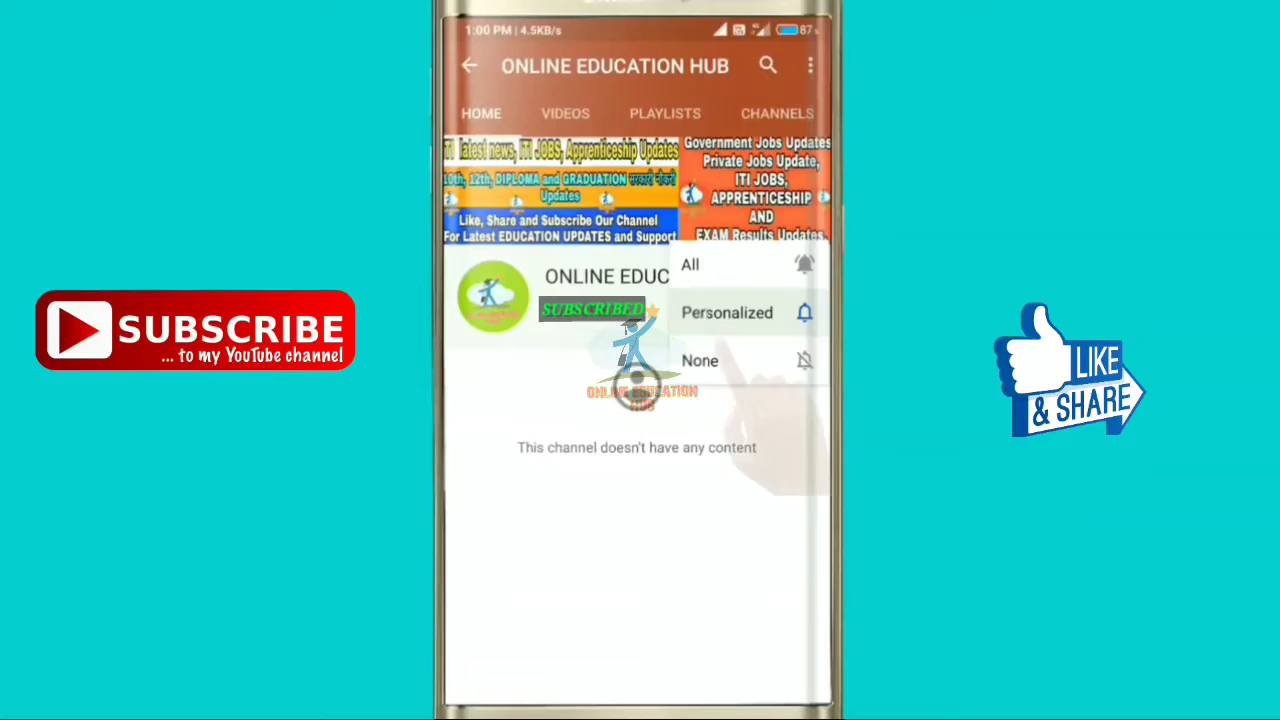 1:00 PM | 4.5KB/s
87
ONLINE EDUCATION HUB
HOME
VIDEOS
PLAYLISTS
CHANNELS
ITI latest news, ITI JOBS, Apprenticeship Updates
10th, 12th, DIPLOMA and GRADUATION सरकारी नौकरी
Updates
Like, Share and Subscribe Our Channel
For Latest EDUCATION UPDATES and Support
Government Jobs Updates
Private Jobs Update,
ITI JOBS,
APPRENTICESHIP
AND
EXAM Results Updates.
ONLINE EDUC
SUBSCRIBED
All
Personalized
None
ONLINE EDUCATION
HUB
This channel doesn't have any content
SUBSCRIBE
... to my YouTube channel
LIKE
& SHARE